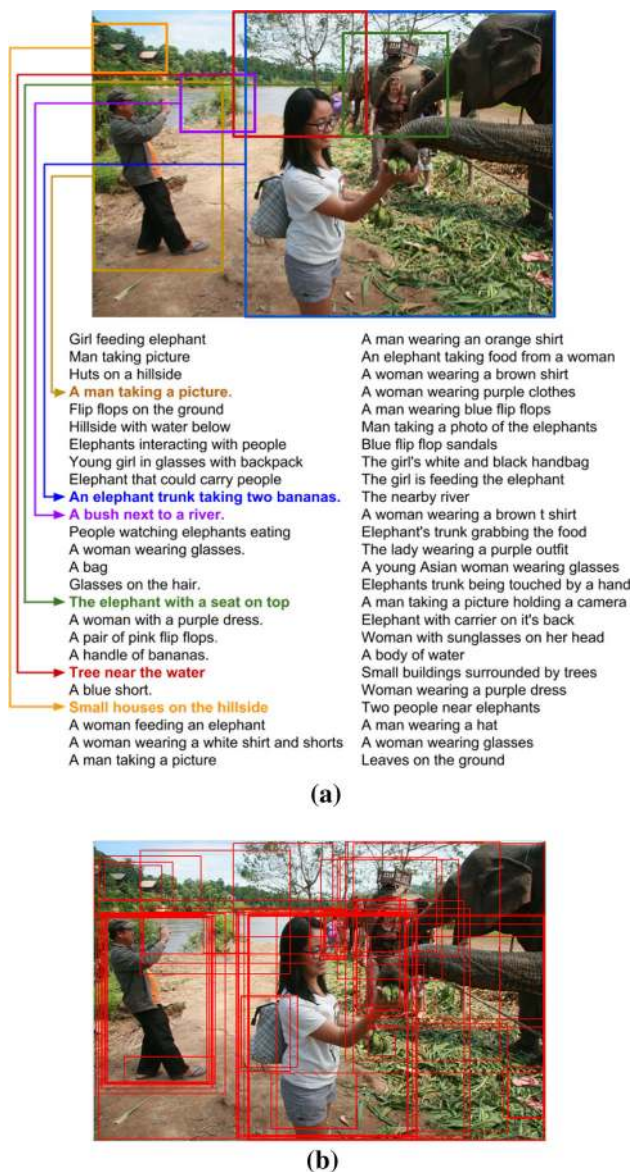 Girl feeding elephant
Man taking picture
Huts on a hillside
A man taking a picture.
Flip flops on the ground
Hillside with water below
Elephants interacting with people
Young girl in glasses with backpack
Elephant that could carry people
An elephant trunk taking two bananas.
A bush next to a river.
People watching elephants eating
A woman wearing glasses.
A bag
Glasses on the hair.
The elephant with a seat on top
A woman with a purple dress.
A pair of pink flip flops.
A handle of bananas.
Tree near the water
A blue short.
Small houses on the hillside
A woman feeding an elephant
A woman wearing a white shirt and shorts
A man taking a picture
A man wearing an orange shirt
An elephant taking food from a woman
A woman wearing a brown shirt
A woman wearing purple clothes
A man wearing blue flip flops
Man taking a photo of the elephants
Blue flip flop sandals
The girl's white and black handbag
The girl is feeding the elephant
The nearby river
A woman wearing a brown t shirt
Elephant's trunk grabbing the food
The lady wearing a purple outfit
A young Asian woman wearing glasses
Elephants trunk being touched by a hand
A man taking a picture holding a camera
Elephant with carrier on it's back
Woman with sunglasses on her head
A body of water
Small buildings surrounded by trees
Woman wearing a purple dress
Two people near elephants
A man wearing a hat
A woman wearing glasses
Leaves on the ground
(a)
(b)